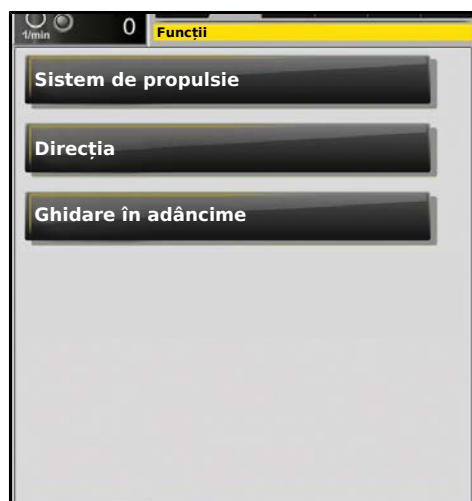 1/min
0
Funcții
Sistem de propulsie
Direcția
Ghidare în adâncime